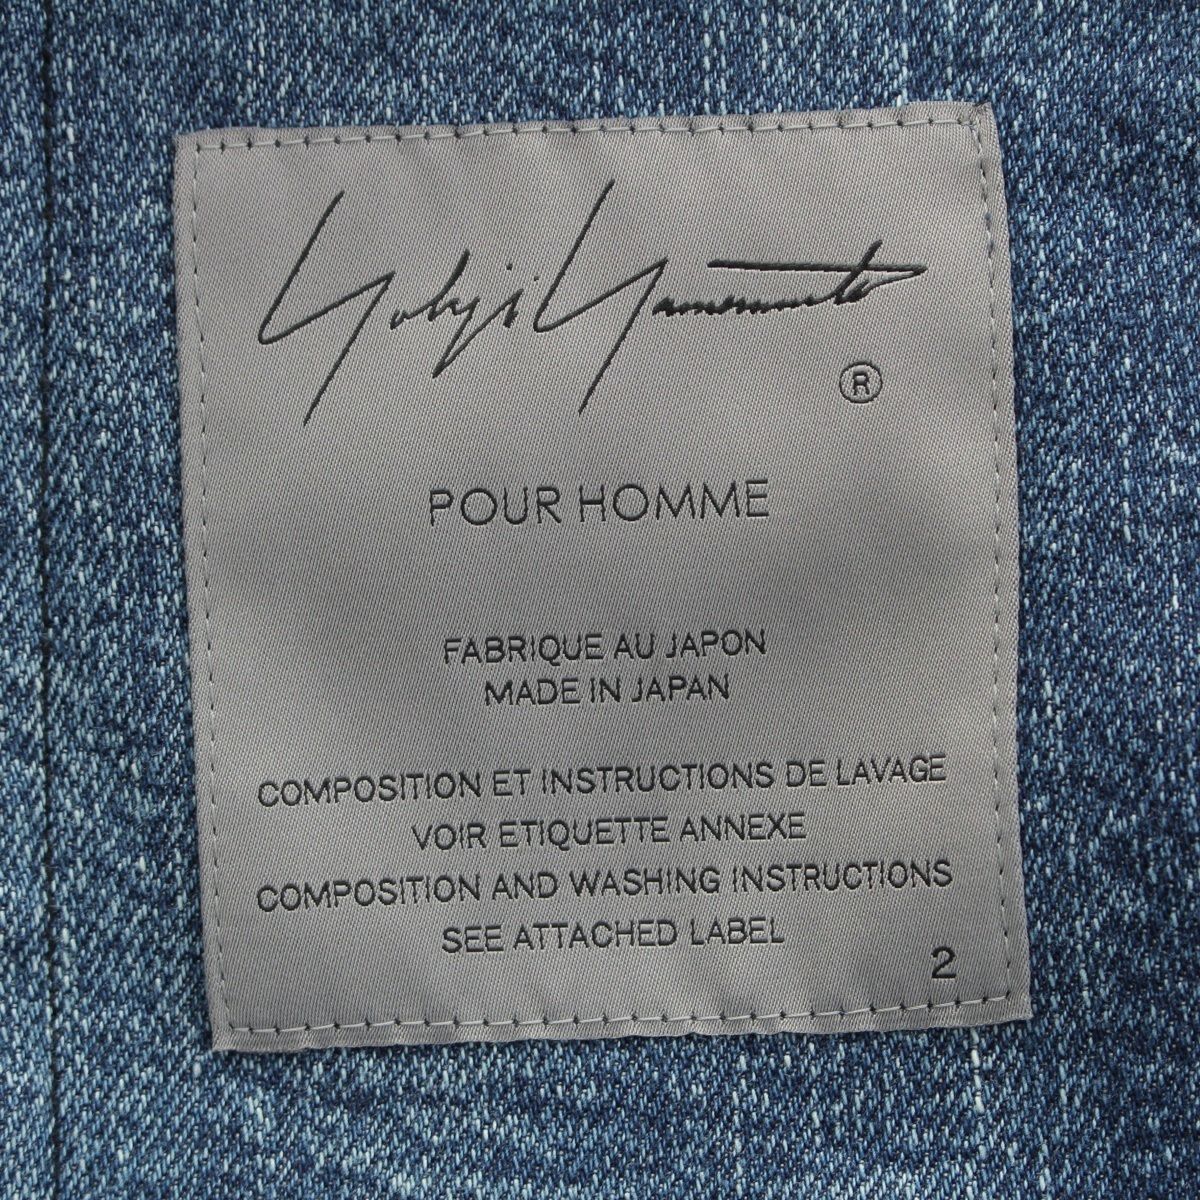 Yohji Yamamoto
®
POUR HOMME
FABRIQUE AU JAPON
MADE IN JAPAN
COMPOSITION ET INSTRUCTIONS DE LAVAGE
VOIR ETIQUETTE ANNEXE
COMPOSITION AND WASHING INSTRUCTIONS
SEE ATTACHED LABEL
2